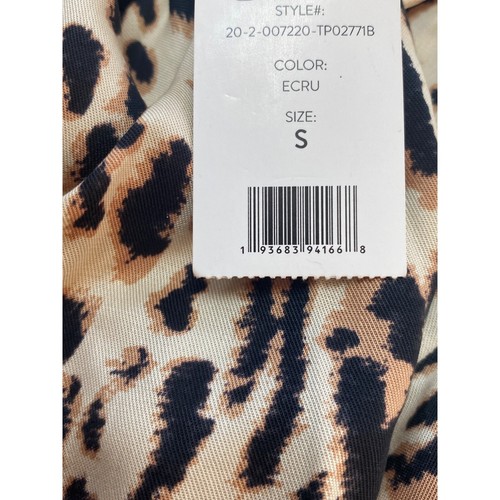 STYLE#:
20-2-007220-TP02771B
COLOR:
ECRU
SIZE:
S
1 93683 94166 8